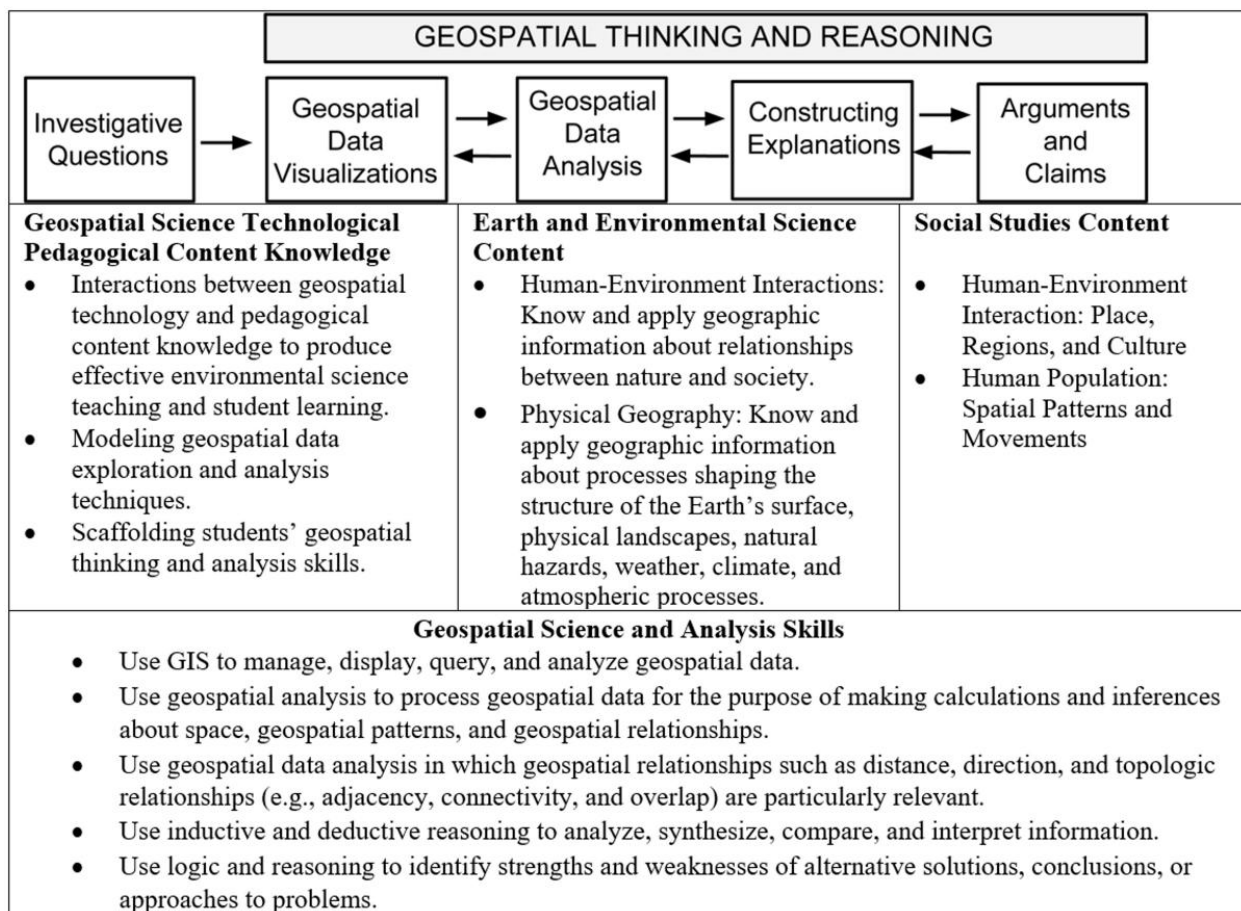 GEOSPATIAL THINKING AND REASONING
Investigative
Questions
Geospatial
Data
Visualizations
Geospatial
Data
Analysis
Constructing
Explanations
Arguments
and
Claims
Geospatial Science Technological
Pedagogical Content Knowledge
• Interactions between geospatial
technology and pedagogical
content knowledge to produce
effective environmental science
teaching and student learning.
• Modeling geospatial data
exploration and analysis
techniques.
• Scaffolding students’ geospatial
thinking and analysis skills.
Earth and Environmental Science
Content
• Human-Environment Interactions:
Know and apply geographic
information about relationships
between nature and society.
• Physical Geography: Know and
apply geographic information
about processes shaping the
structure of the Earth’s surface,
physical landscapes, natural
hazards, weather, climate, and
atmospheric processes.
Social Studies Content
• Human-Environment
Interaction: Place,
Regions, and Culture
• Human Population:
Spatial Patterns and
Movements
Geospatial Science and Analysis Skills
• Use GIS to manage, display, query, and analyze geospatial data.
• Use geospatial analysis to process geospatial data for the purpose of making calculations and inferences
about space, geospatial patterns, and geospatial relationships.
• Use geospatial data analysis in which geospatial relationships such as distance, direction, and topologic
relationships (e.g., adjacency, connectivity, and overlap) are particularly relevant.
• Use inductive and deductive reasoning to analyze, synthesize, compare, and interpret information.
• Use logic and reasoning to identify strengths and weaknesses of alternative solutions, conclusions, or
approaches to problems.